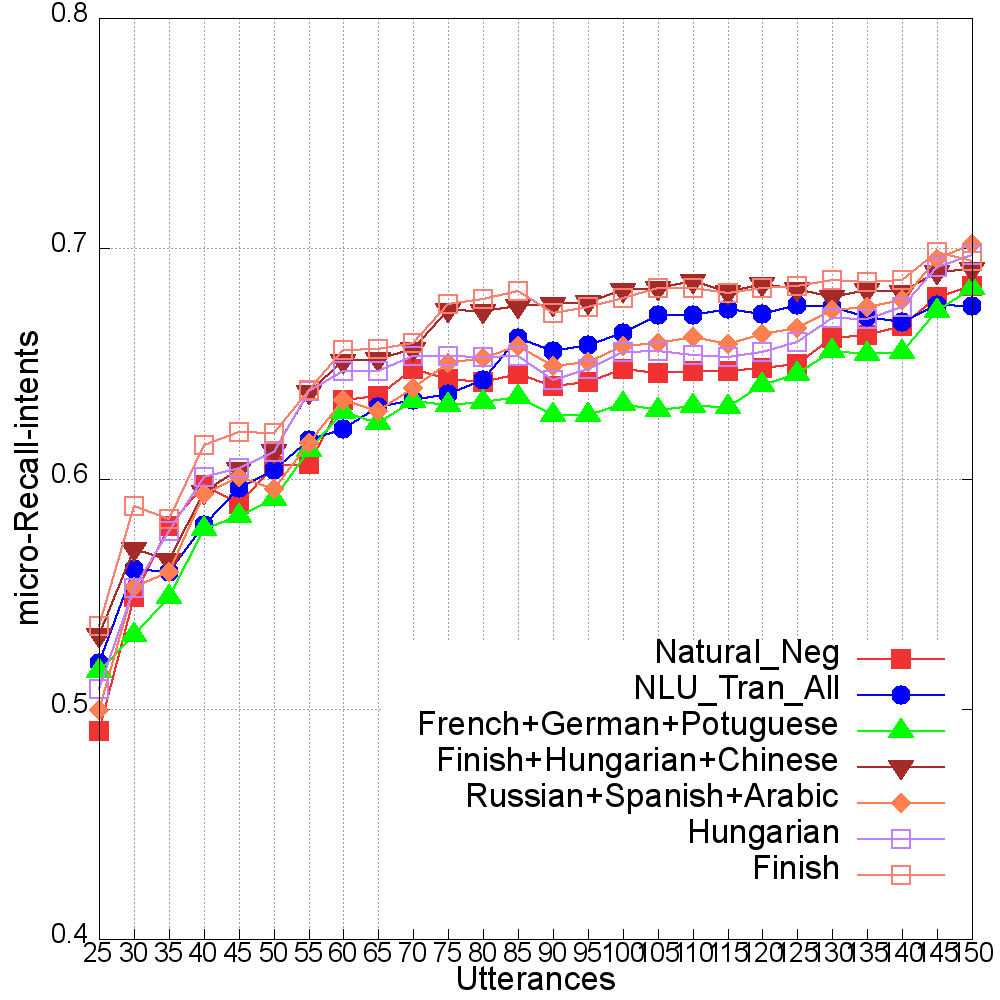 0.8
0.7
0.6
0.5
0.4
micro-Recall-intents
Natural_Neg
NLU_Tran_All
French+German+Potuguese
Finish+Hungarian+Chinese
Russian+Spanish+Arabic
Hungarian
Finish
25 30 35 40 45 50 55 60 65 70 75 80 85 90 95 100 105 110 115 120 125 130 135 140 145 150
Utterances